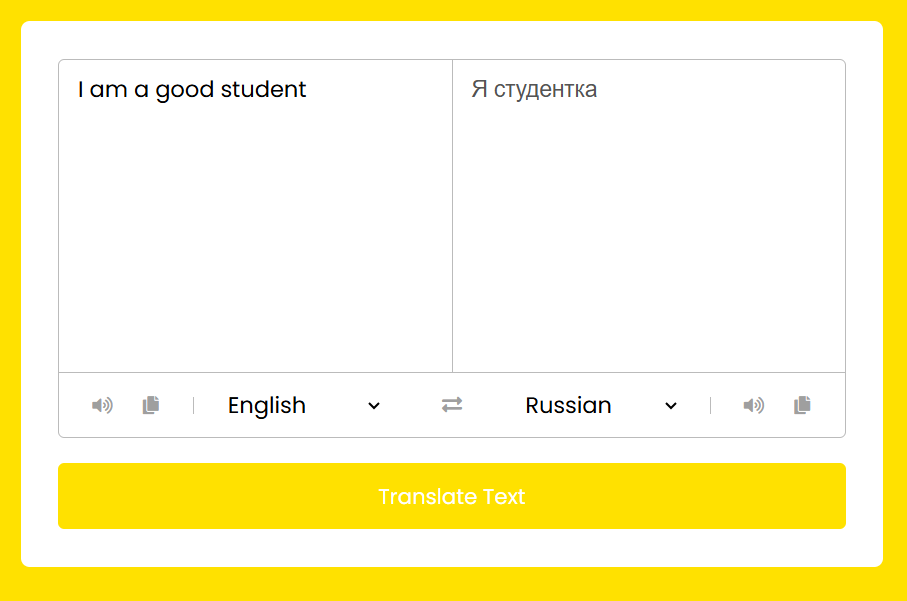 I am a good student
Я студентка
English
Russian
Translate Text